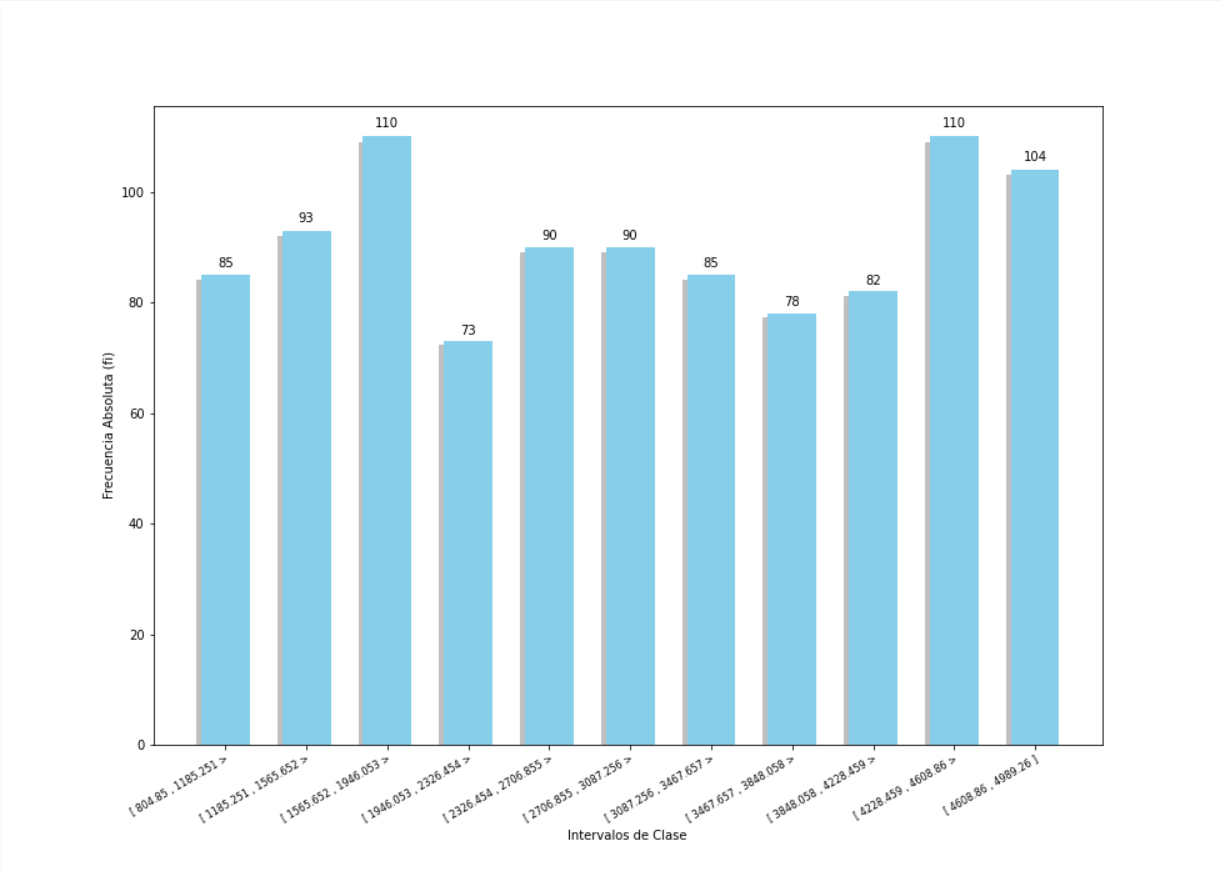 110
110
104
93
90
90
85
85
82
78
73
100
80
60
40
20
0
Frecuencia Absoluta (fi)
[ 804.85 , 1185.251 >
[ 1185.251 , 1565.652 >
[ 1565.652 , 1946.053 >
[ 1946.053 , 2326.454 >
[ 2326.454 , 2706.855 >
[ 2706.855 , 3087.256 >
[ 3087.256 , 3467.657 >
[ 3467.657 , 3848.058 >
[ 3848.058 , 4228.459 >
[ 4228.459 , 4608.86 >
[ 4608.86 , 4989.26 ]
Intervalos de Clase